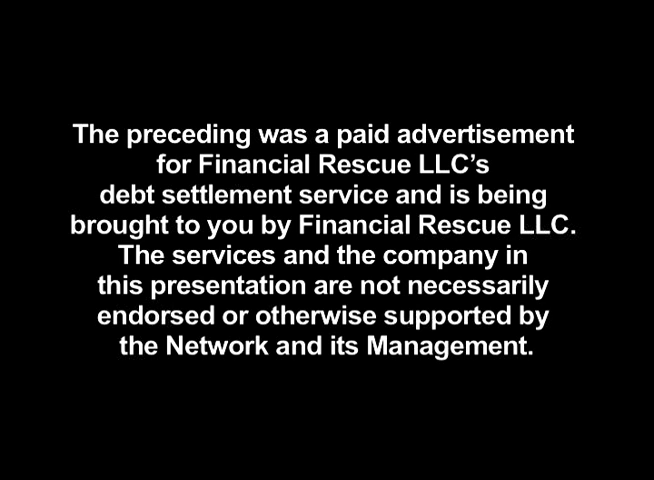 The preceding was a paid advertisement
for Financial Rescue LLC’s
debt settlement service and is being
brought to you by Financial Rescue LLC.
The services and the company in
this presentation are not necessarily
endorsed or otherwise supported by
the Network and its Management.